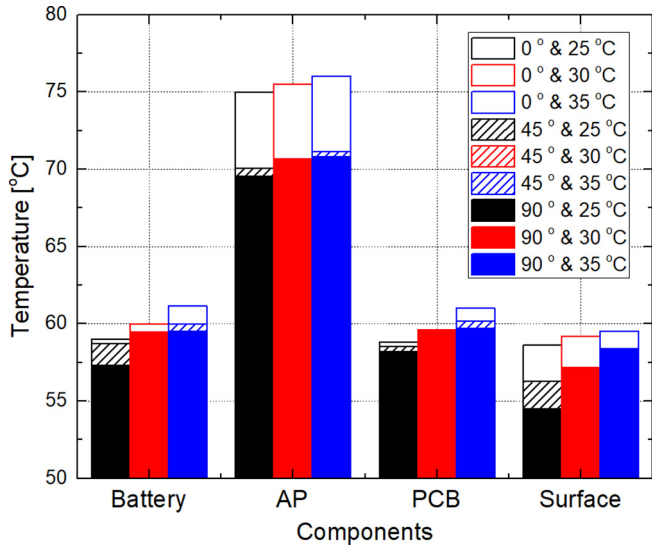 80
75
70
65
60
55
50
Temperature [°C]
0 ° & 25 °C
0 ° & 30 °C
0 ° & 35 °C
45 ° & 25 °C
45 ° & 30 °C
45 ° & 35 °C
90 ° & 25 °C
90 ° & 30 °C
90 ° & 35 °C
Battery AP PCB Surface
Components